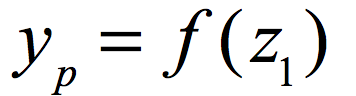 y_p = f(z_1)